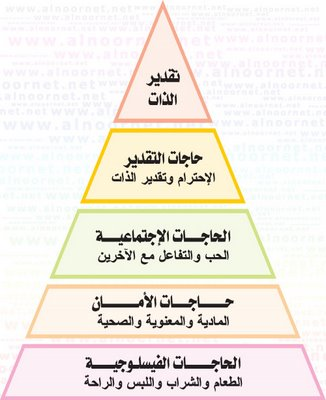 تقدير
الذات
حاجات التقدير
الإحترام وتقدير الذات
الحاجات الإجتماعية
الحب والتفاعل مع الآخرين
حاجات الأمان
المادية والمعنوية والصحية
الحاجات الفيسلوجية
الطعام والشراب واللبس والراحة
www.alnoornet.net